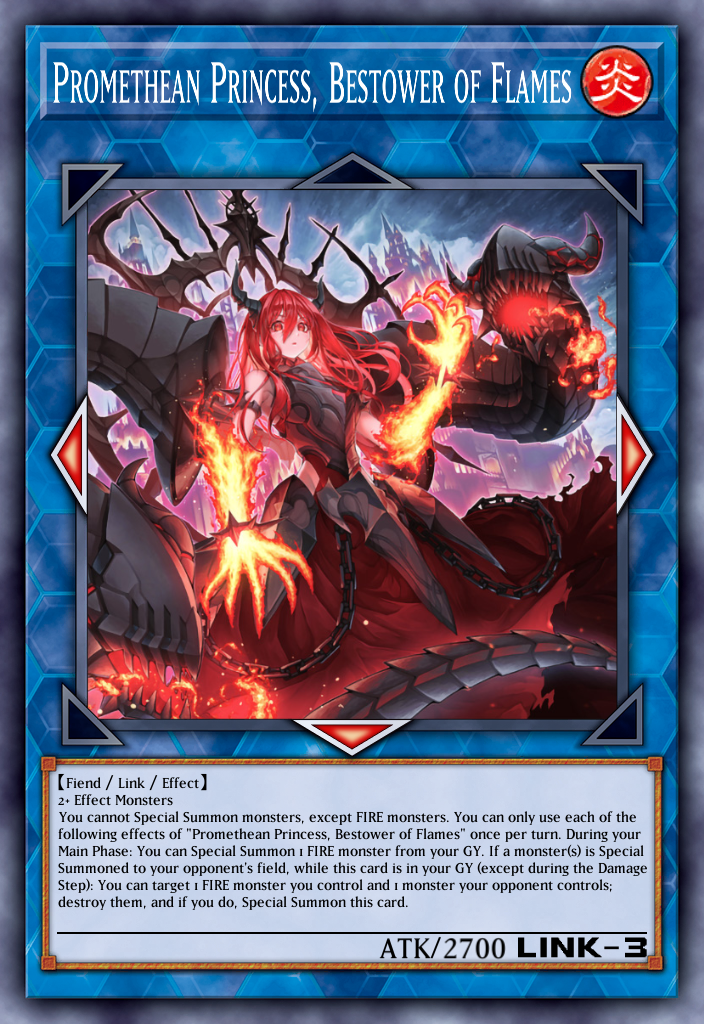 Promethean Princess, Bestower of Flames 炎
【Fiend / Link / Effect】
2+ Effect Monsters
You cannot Special Summon monsters, except FIRE monsters. You can only use each of the
following effects of "Promethean Princess, Bestower of Flames" once per turn. During your
Main Phase: You can Special Summon 1 FIRE monster from your GY. If a monster(s) is Special
Summoned to your opponent's field, while this card is in your GY (except during the Damage
Step): You can target 1 FIRE monster you control and 1 monster your opponent controls;
destroy them, and if you do, Special Summon this card.
ATK/2700 LINK-3